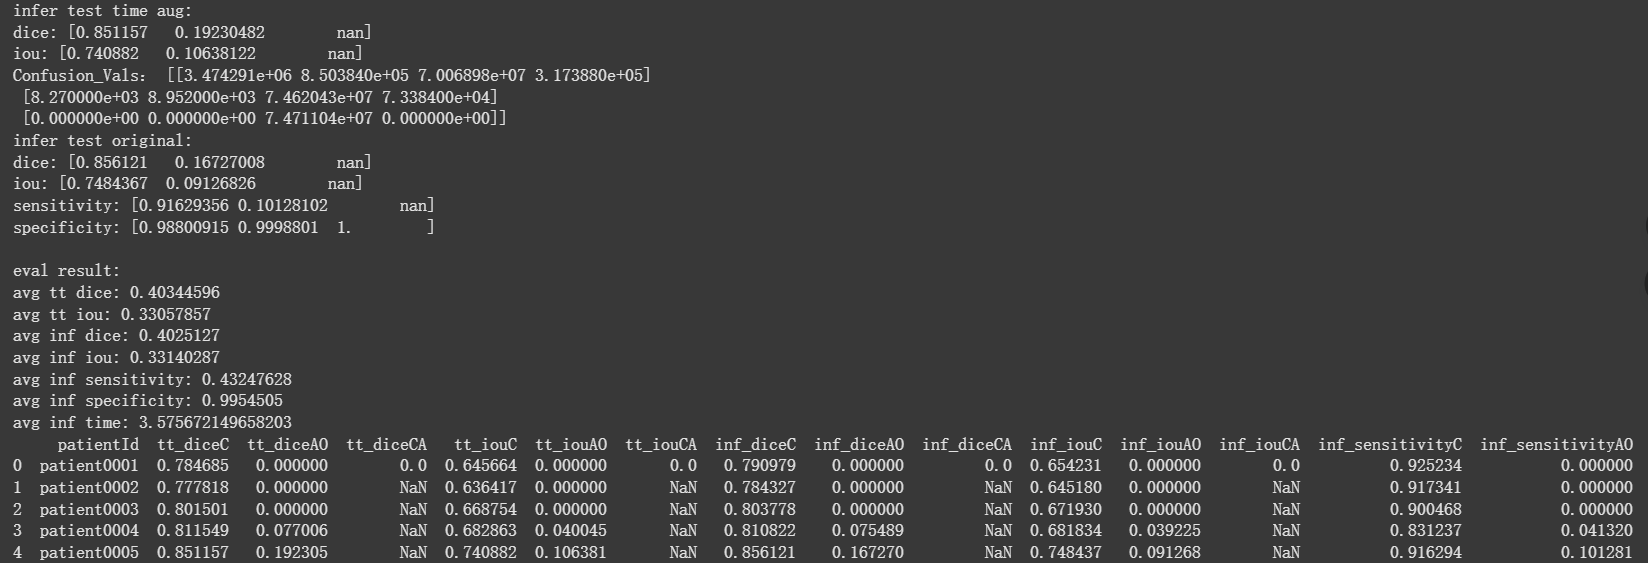 infer test time aug:
dice: [0.851157   0.19230482        nan]
iou: [0.740882   0.10638122        nan]
Confusion_Vals:  [[3.474291e+06 8.503840e+05 7.006898e+07 3.173880e+05]
 [8.270000e+03 8.952000e+03 7.462043e+07 7.338400e+04]
 [0.000000e+00 0.000000e+00 7.471104e+07 0.000000e+00]]
infer test original:
dice: [0.856121   0.16727008        nan]
iou: [0.7484367  0.09126826        nan]
sensitivity: [0.91629356 0.10128102        nan]
specificity: [0.98800915 0.9998801  1.        ]
eval result:
avg tt dice: 0.40344596
avg tt iou: 0.33057857
avg inf dice: 0.4025127
avg inf iou: 0.33140287
avg inf sensitivity: 0.43247628
avg inf specificity: 0.9954505
avg inf time: 3.575672149658203
patientId  tt_diceC  tt_diceAO  tt_diceCA  tt_iouC  tt_iouAO  tt_iouCA  inf_diceC  inf_diceAO  inf_diceCA  inf_iouC  inf_iouAO  inf_iouCA  inf_sensitivityC  inf_sensitivityAO
0  patient0001  0.784685  0.000000  0.0  0.645664  0.000000  0.0  0.790979  0.000000  0.0  0.654231  0.000000  0.0  0.925234  0.000000
1  patient0002  0.777818  0.000000  NaN  0.636417  0.000000  NaN  0.784327  0.000000  NaN  0.645180  0.000000  NaN  0.917341  0.000000
2  patient0003  0.801501  0.000000  NaN  0.668754  0.000000  NaN  0.803778  0.000000  NaN  0.671930  0.000000  NaN  0.900468  0.000000
3  patient0004  0.811549  0.077006  NaN  0.682863  0.040045  NaN  0.810822  0.075489  NaN  0.681834  0.039225  NaN  0.831237  0.041320
4  patient0005  0.851157  0.192305  NaN  0.740882  0.106381  NaN  0.856121  0.167270  NaN  0.748437  0.091268  NaN  0.916294  0.101281